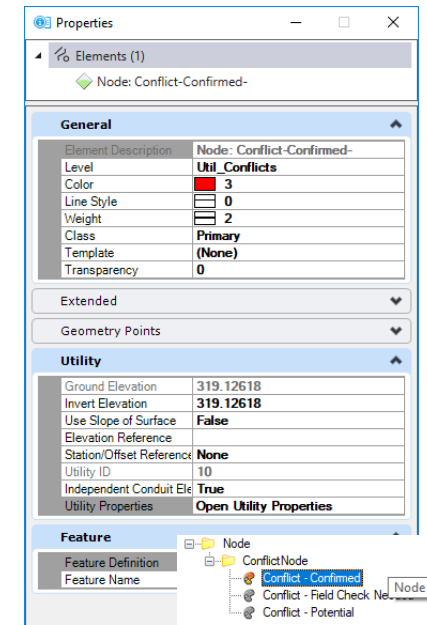 Properties
Elements (1)
Node: Conflict-Confirmed-
General
Element Description Node: Conflict-Confirmed-
Level Util_Conflicts
Color 3
Line Style 0
Weight 2
Class Primary
Template (None)
Transparency 0
Extended
Geometry Points
Utility
Ground Elevation 319.12618
Invert Elevation 319.12618
Use Slope of Surface False
Elevation Reference
Station/Offset Reference None
Utility ID 10
Independent Conduit Ele True
Utility Properties Open Utility Properties
Feature
Feature Definition
Feature Name
Node
ConflictNode
Conflict - Confirmed
Node
Conflict - Field Check
Conflict - Potential